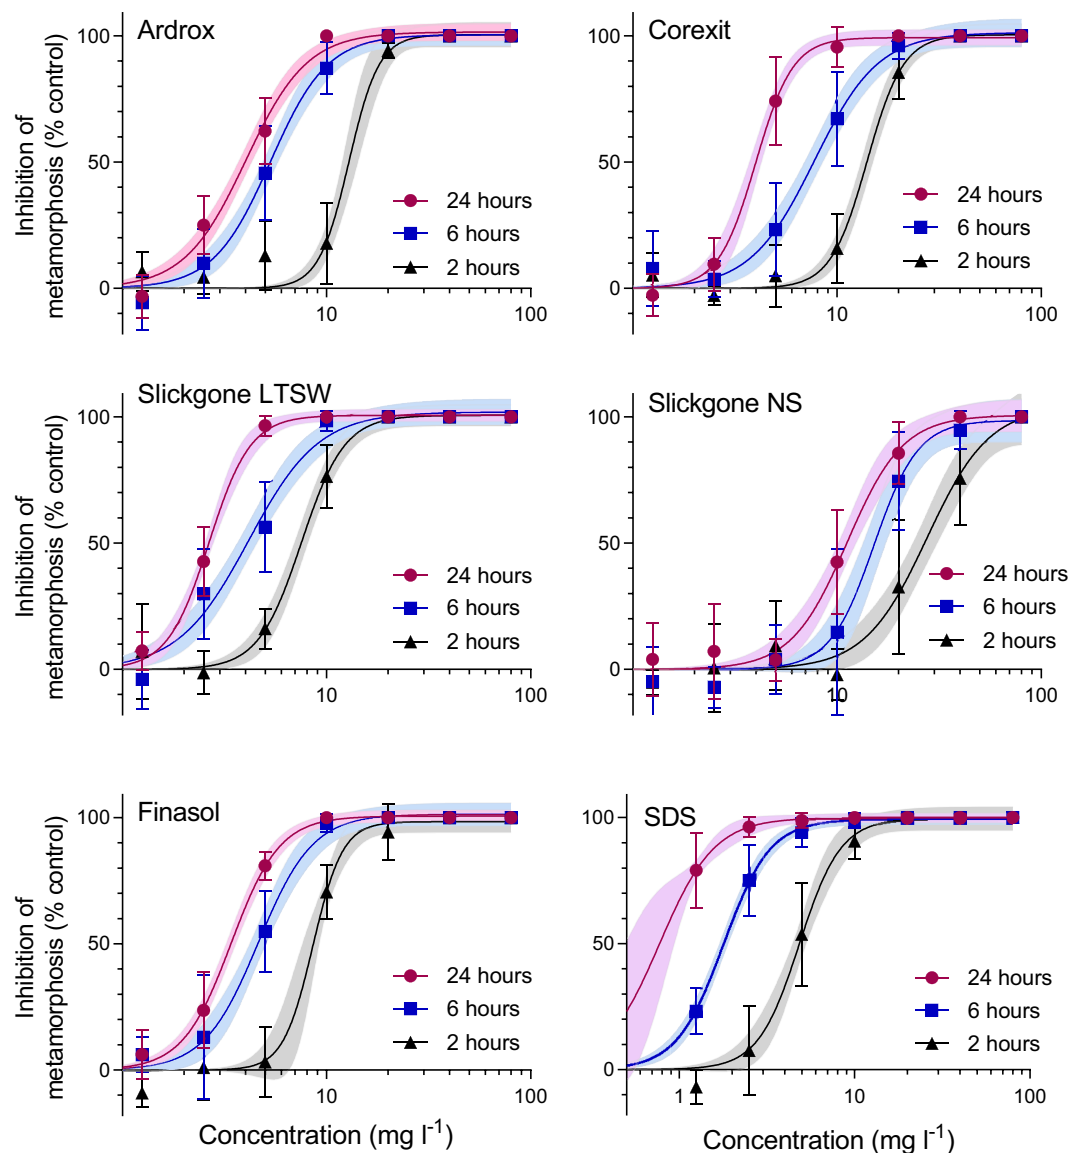 Ardrox
Inhibition of
metamorphosis (% control)
100
50
0
10
100
24 hours
6 hours
2 hours
Corexit
100
50
0
10
100
24 hours
6 hours
2 hours
Slickgone LTSW
Inhibition of
metamorphosis (% control)
100
50
0
10
100
24 hours
6 hours
2 hours
Slickgone NS
100
50
0
10
100
24 hours
6 hours
2 hours
Finasol
Inhibition of
metamorphosis (% control)
100
50
0
10
100
24 hours
6 hours
2 hours
Concentration (mg l⁻¹)
SDS
100
50
0
1
10
100
24 hours
6 hours
2 hours
Concentration (mg l⁻¹)